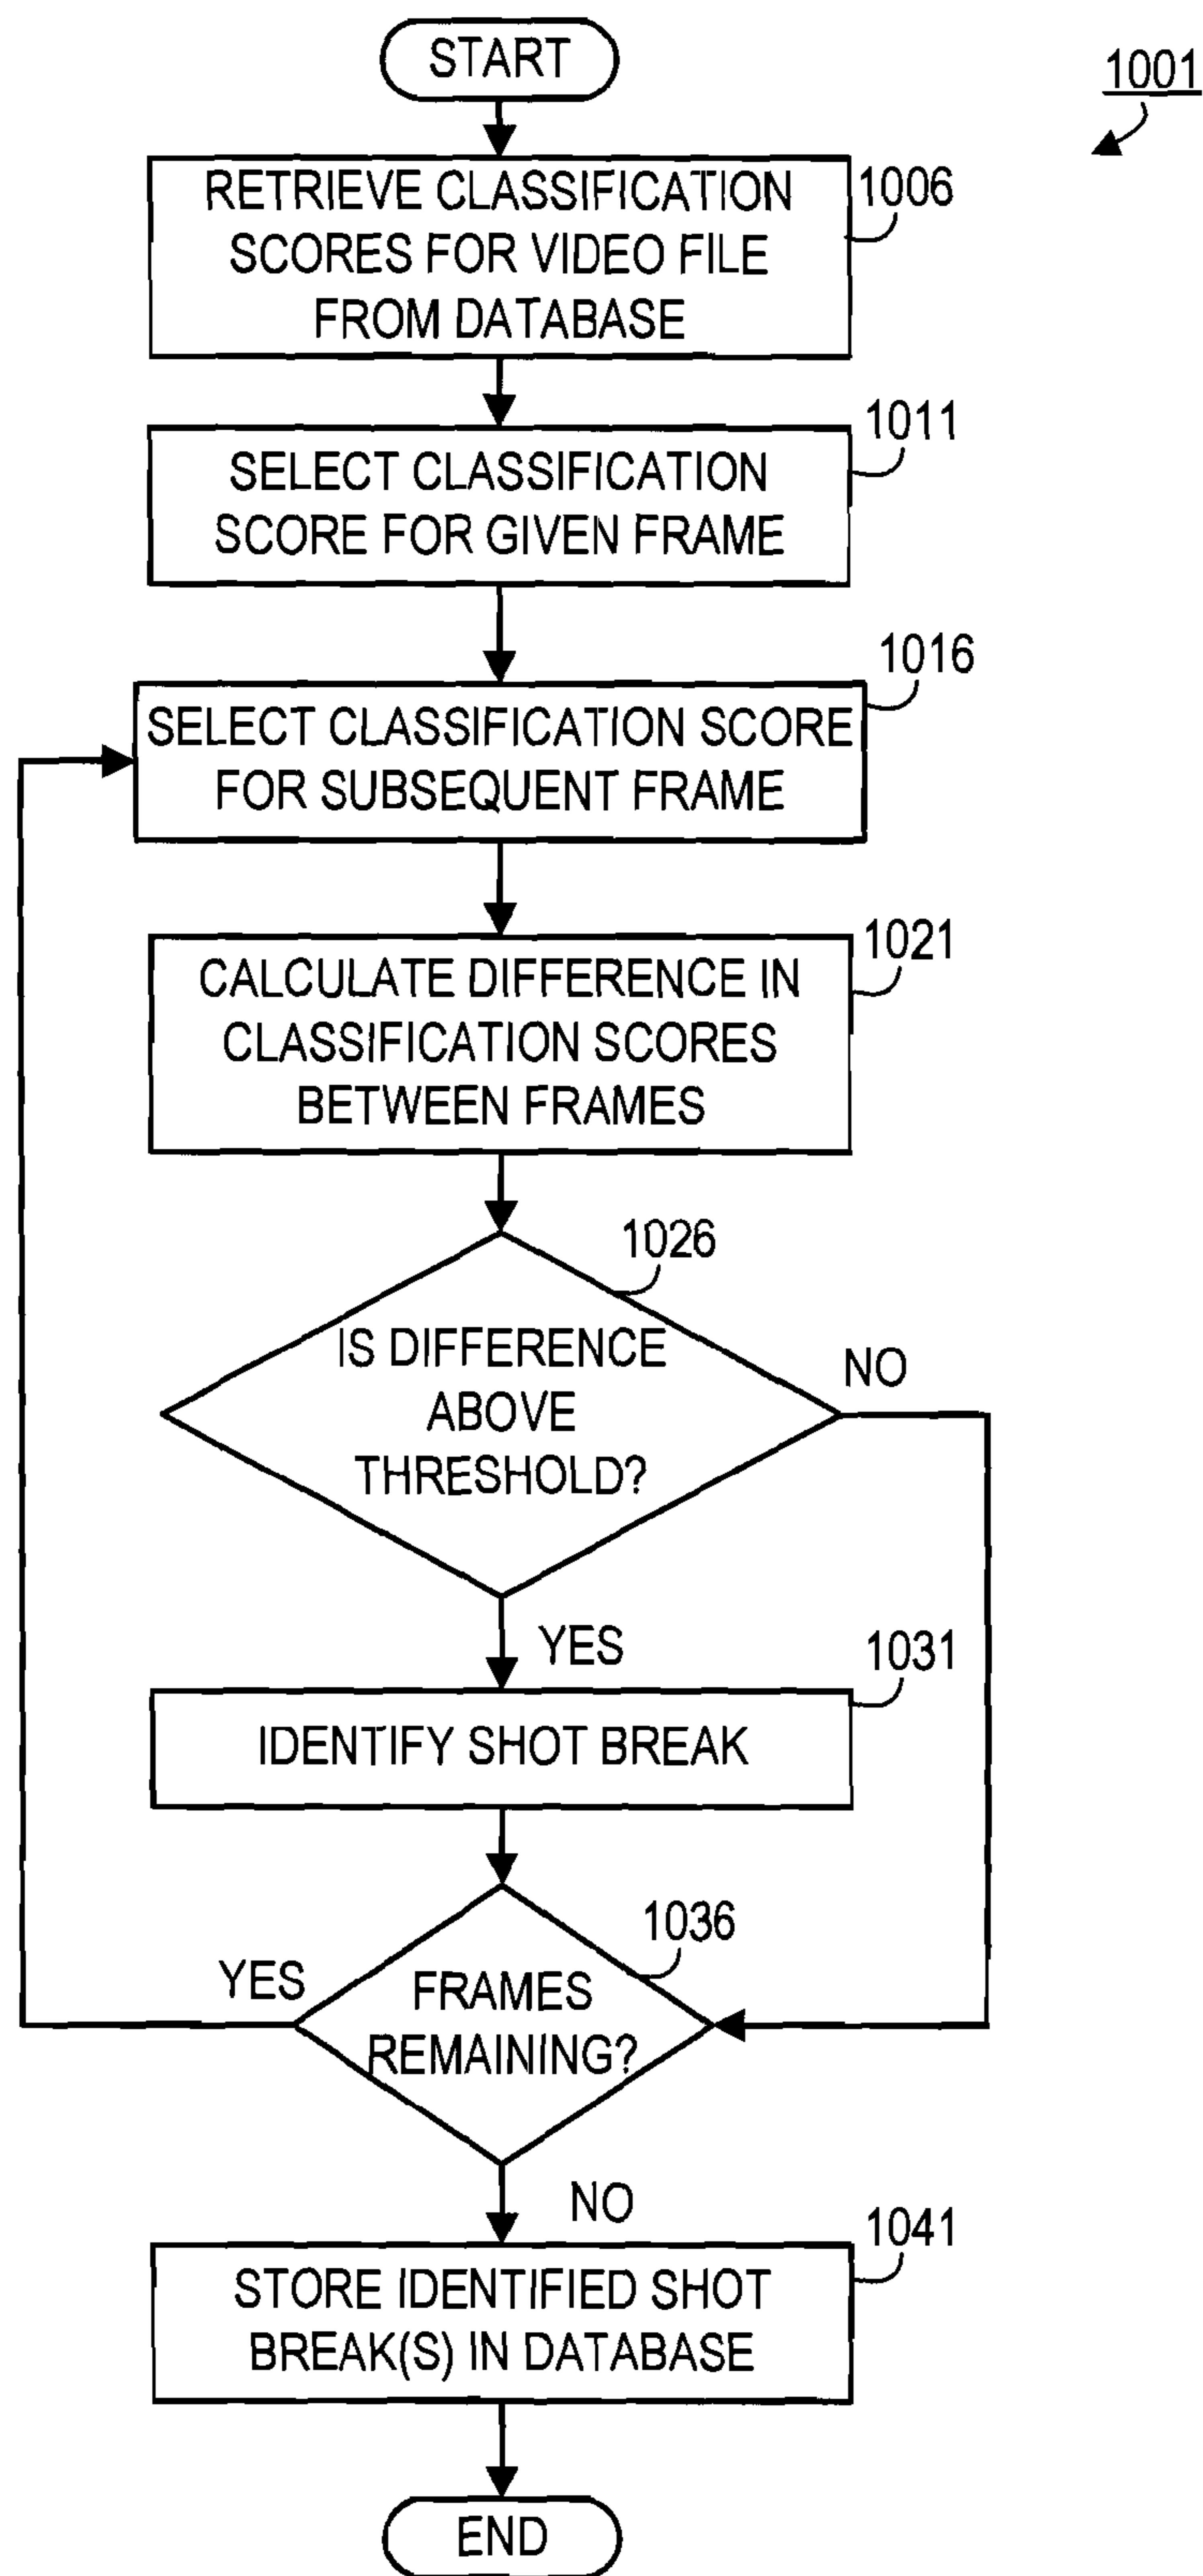 START
1001
RETRIEVE CLASSIFICATION
SCORES FOR VIDEO FILE
FROM DATABASE
1006
SELECT CLASSIFICATION
SCORE FOR GIVEN FRAME
1011
SELECT CLASSIFICATION SCORE
FOR SUBSEQUENT FRAME
1016
CALCULATE DIFFERENCE IN
CLASSIFICATION SCORES
BETWEEN FRAMES
1021
IS DIFFERENCE
ABOVE
THRESHOLD?
1026
NO
YES
IDENTIFY SHOT BREAK
1031
FRAMES
REMAINING?
1036
YES
NO
STORE IDENTIFIED SHOT
BREAK(S) IN DATABASE
1041
END